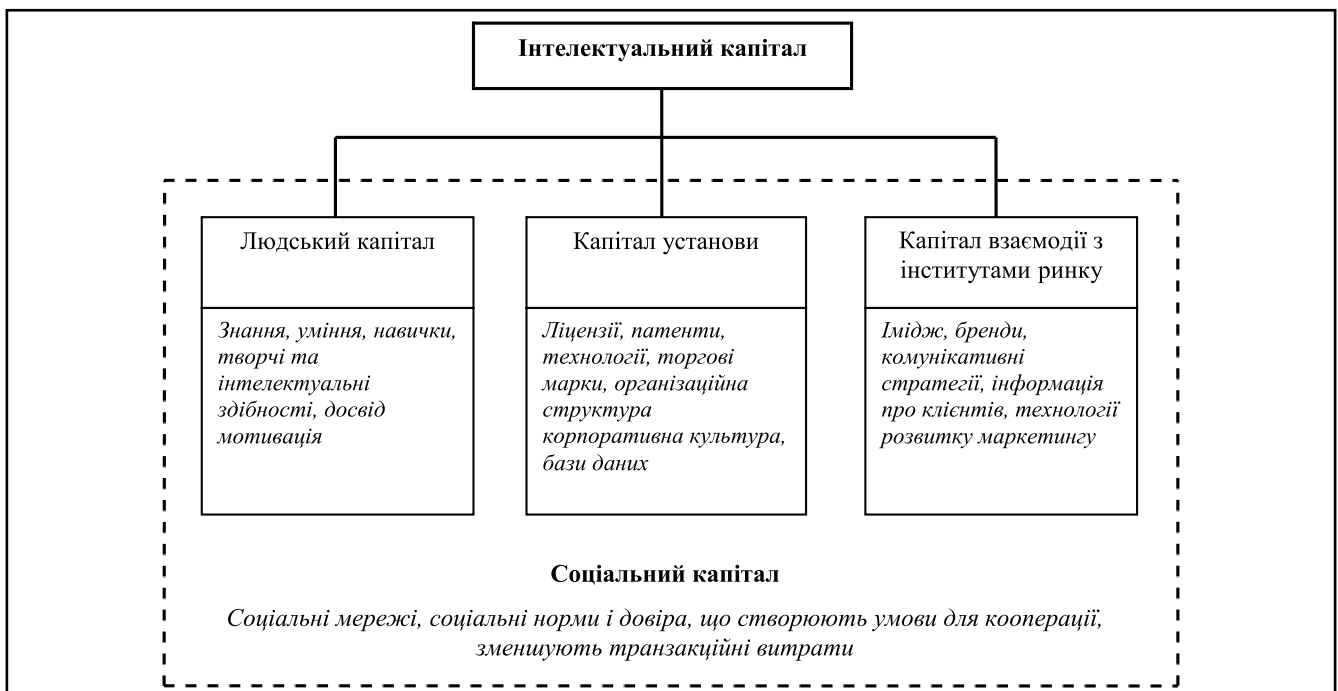 Інтелектуальний капітал
Людський капітал
Знання, уміння, навички,
творчі та
інтелектуальні
здібності, досвід
мотивація
Капітал установи
Ліцензії, патенти,
технології, торгові
марки, організаційна
структура
корпоративна культура,
бази даних
Капітал взаємодії з
інститутами ринку
Імідж, бренди,
комунікативні
стратегії, інформація
про клієнтів, технології
розвитку маркетингу
Соціальний капітал
Соціальні мережі, соціальні норми і довіра, що створюють умови для кооперації,
зменшують транзакційні витрати